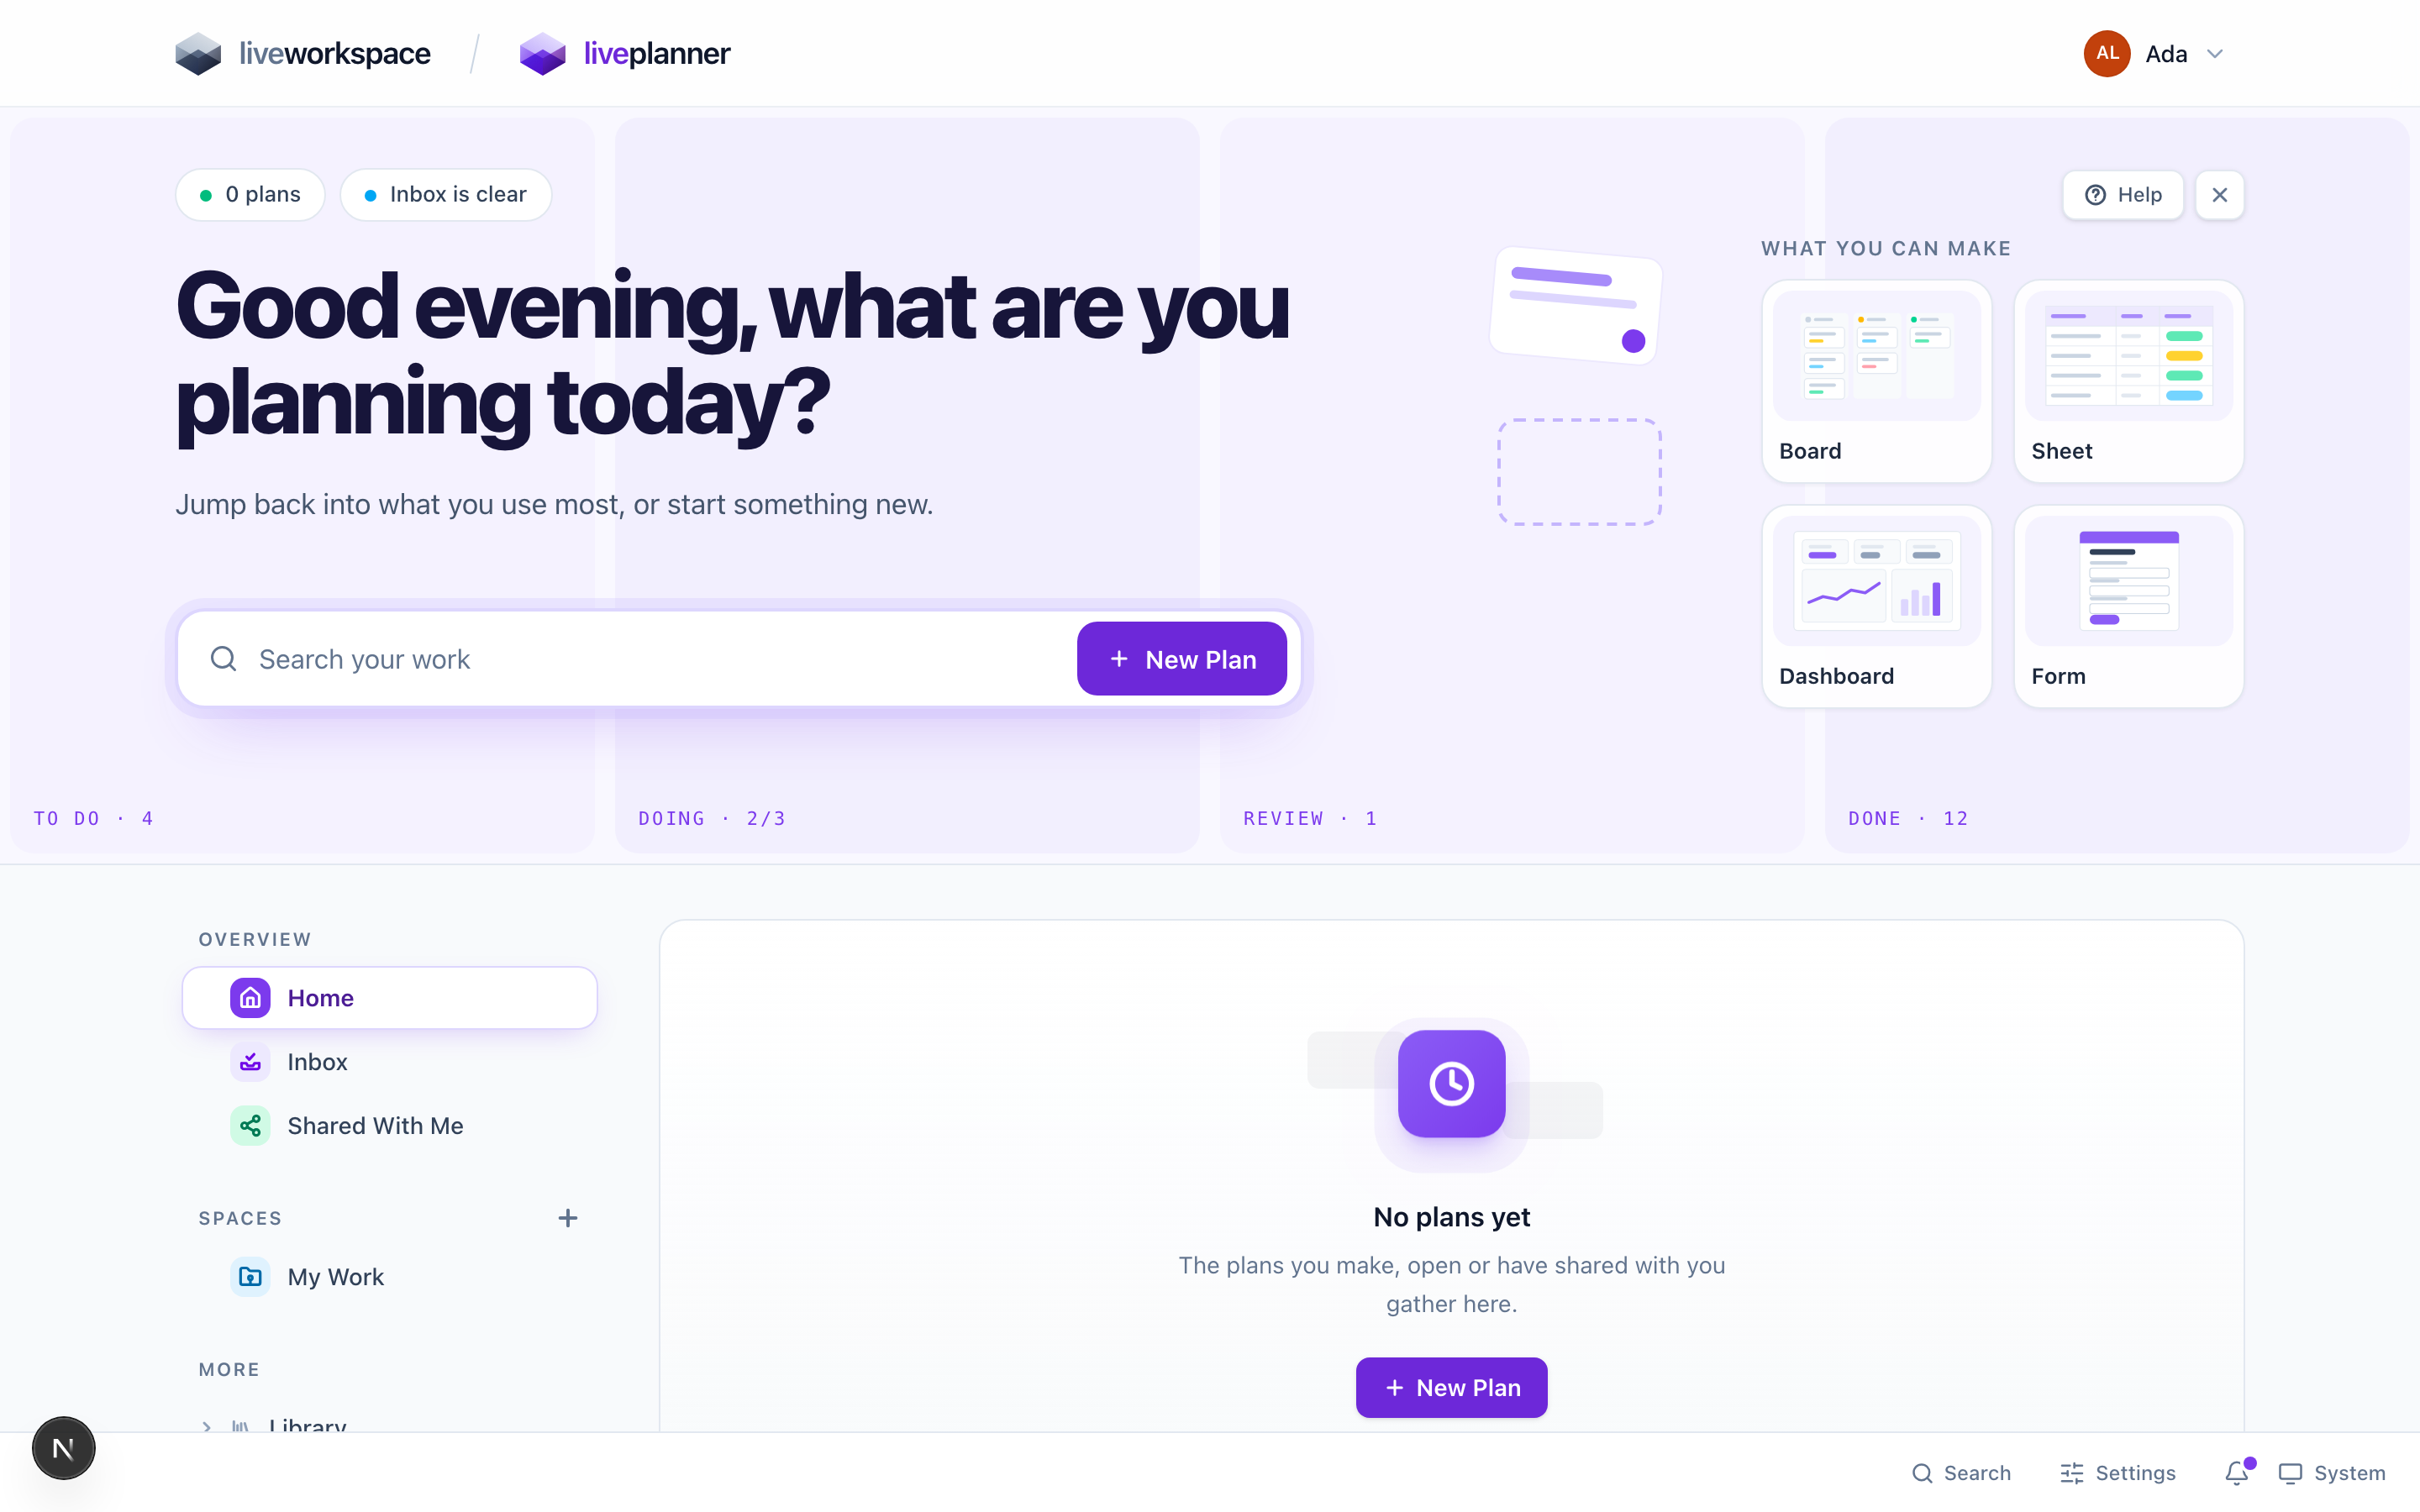 liveworkspace
liveplanner
AL
Ada
0 plans
Inbox is clear
Help
Good evening, what are you
planning today?
Jump back into what you use most, or start something new.
Search your work
New Plan
WHAT YOU CAN MAKE
Board
Sheet
Dashboard
Form
TO DO · 4
DOING · 2/3
REVIEW · 1
DONE · 12
OVERVIEW
Home
Inbox
Shared With Me
SPACES
My Work
MORE
Library
No plans yet
The plans you make, open or have shared with you
gather here.
New Plan
N
Search
Settings
System